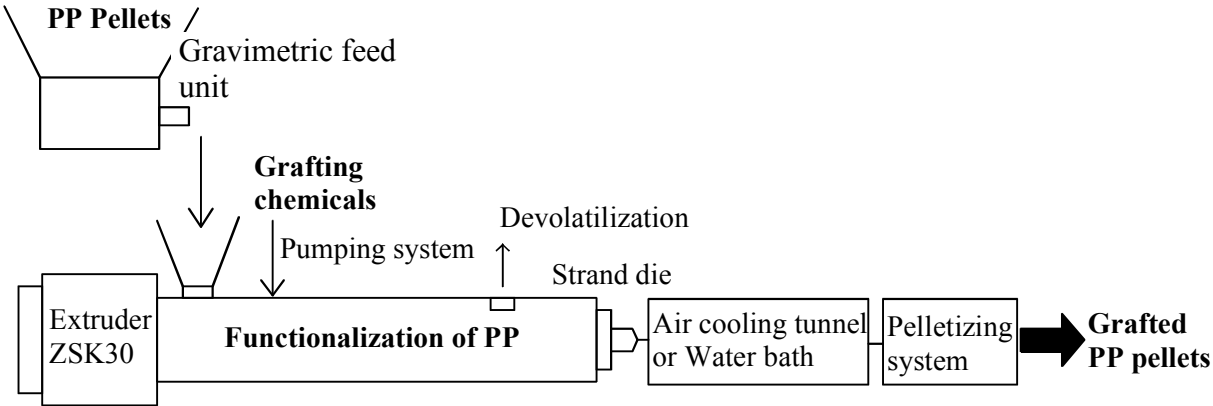 PP Pellets
Gravimetric feed
unit
Grafting
chemicals
Pumping system
Devolatilization
Strand die
Extruder
ZSK30
Functionalization of PP
Air cooling tunnel
or Water bath
Pelletizing
system
Grafted
PP pellets